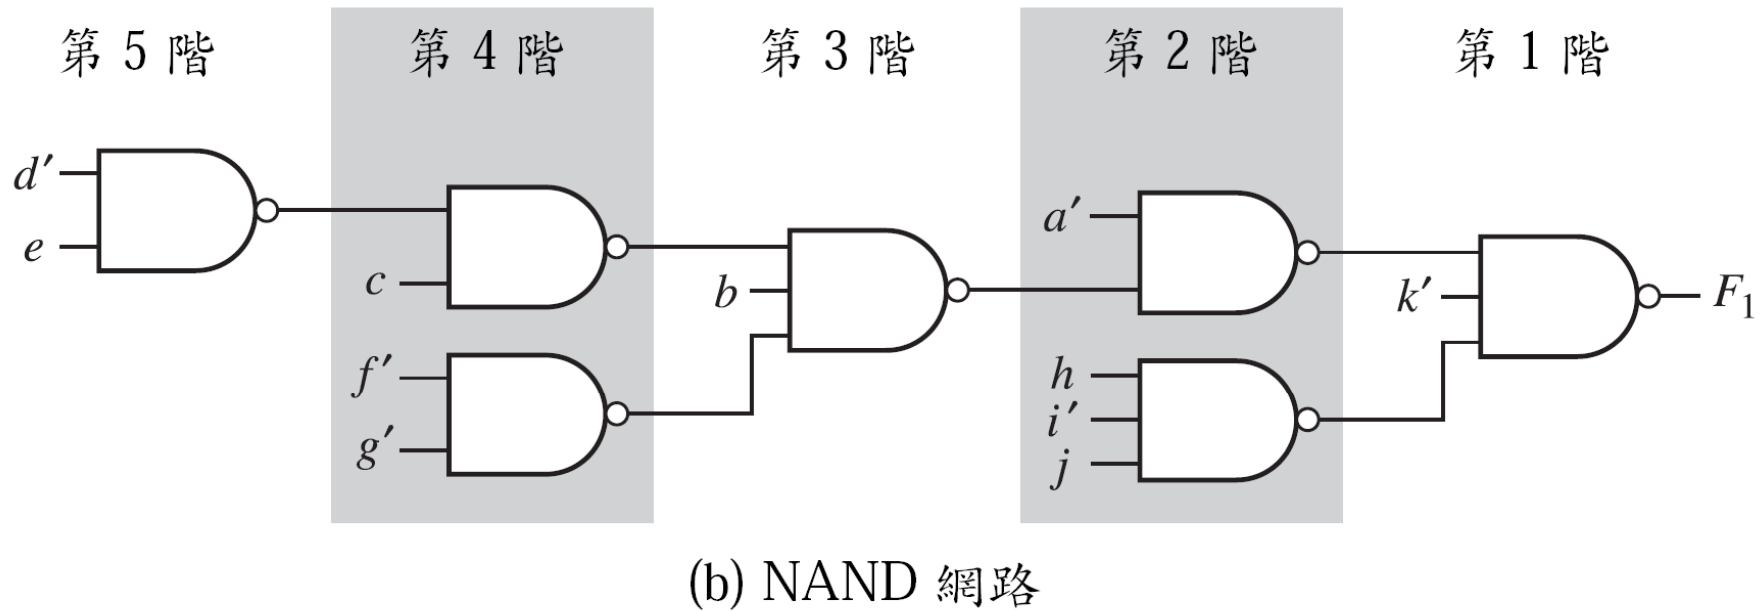 第 5 階 第 4 階 第 3 階 第 2 階 第 1 階
d′
e
c
f′
g′
b
a′
h
i′
j
k′
F₁
(b) NAND 網路